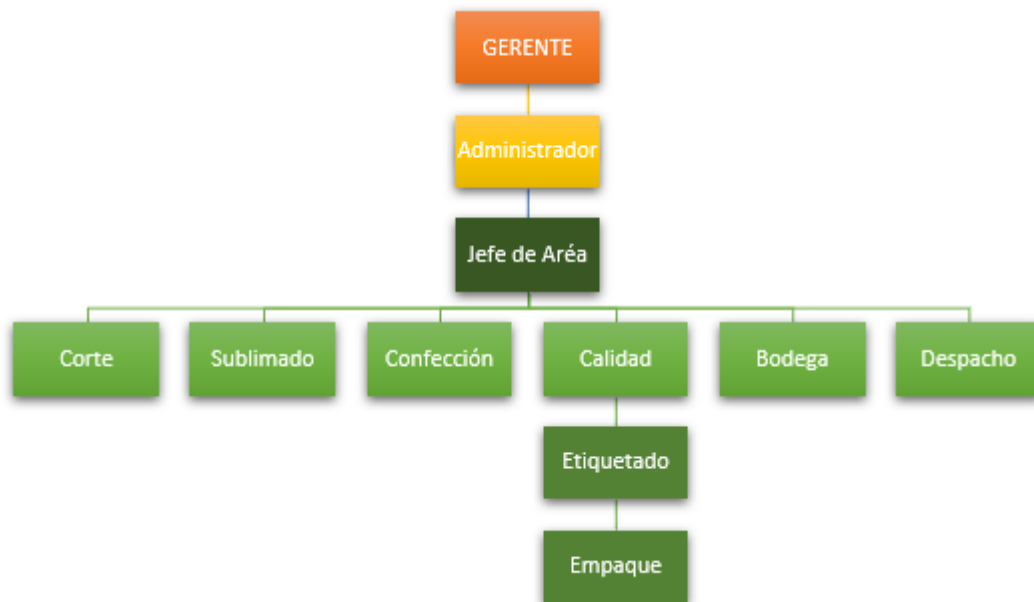 GERENTE
Administrador
Jefe de Aréa
Corte
Sublimado
Confección
Calidad
Bodega
Despacho
Etiquetado
Empaque